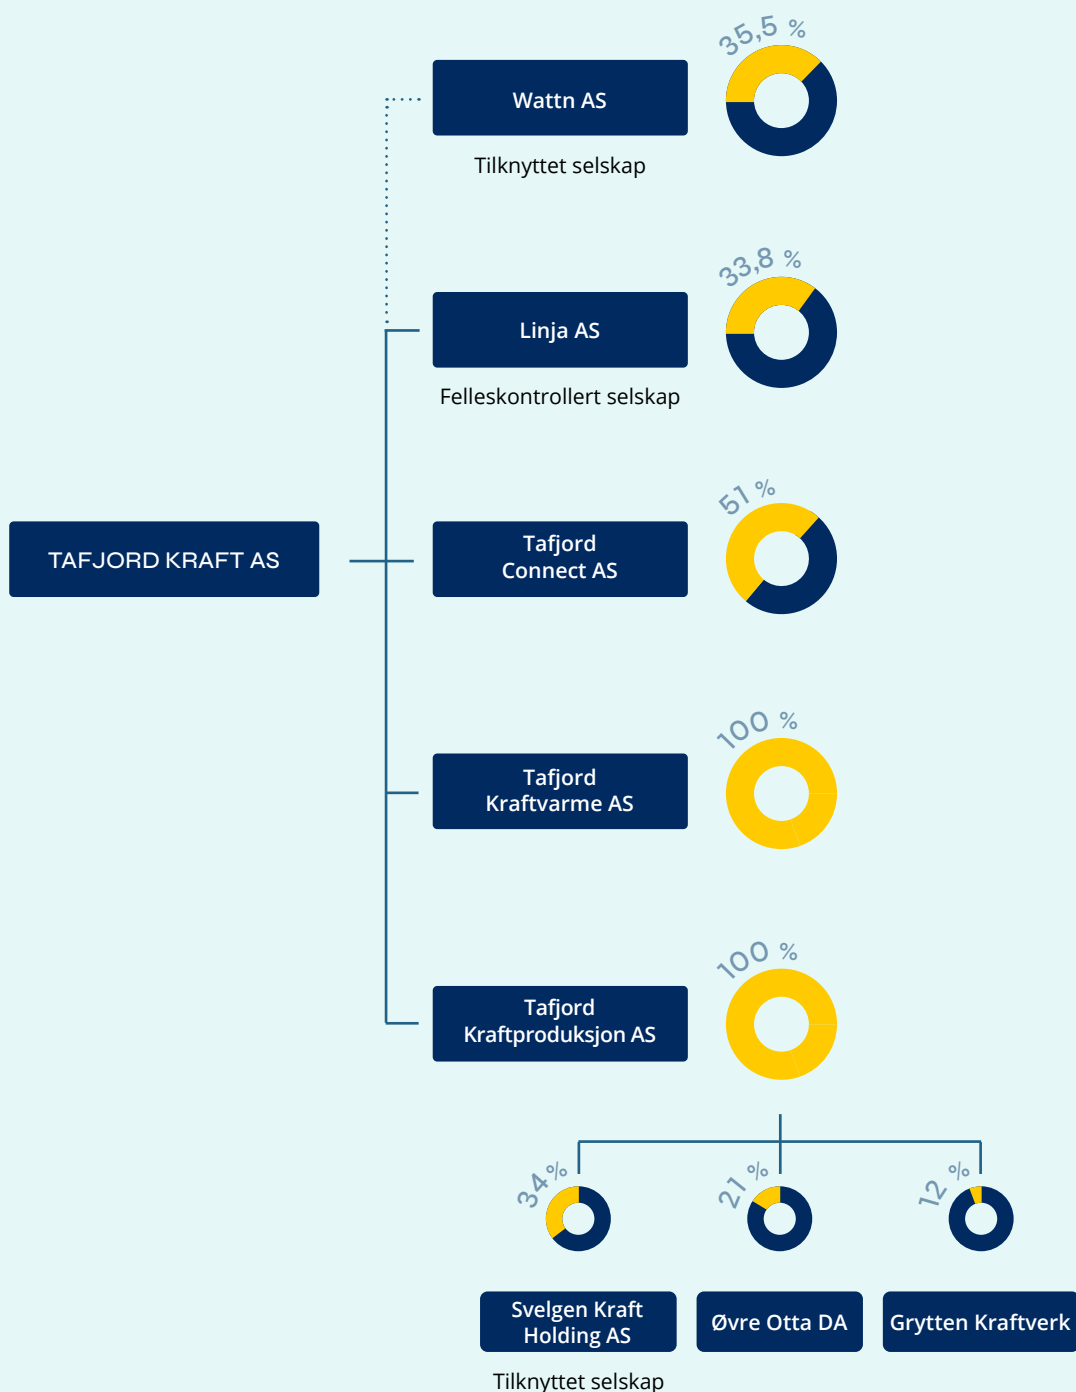 35,5 %
Wattn AS
Tilknyttet selskap
33,8 %
Linja AS
Felleskontrollert selskap
51 %
TAFJORD KRAFT AS
Tafjord
Connect AS
100 %
Tafjord
Kraftvarme AS
100 %
Tafjord
Kraftproduksjon AS
34 %
21 %
12 %
Svelgen Kraft
Holding AS
Øvre Otta DA
Grytten Kraftverk
Tilknyttet selskap